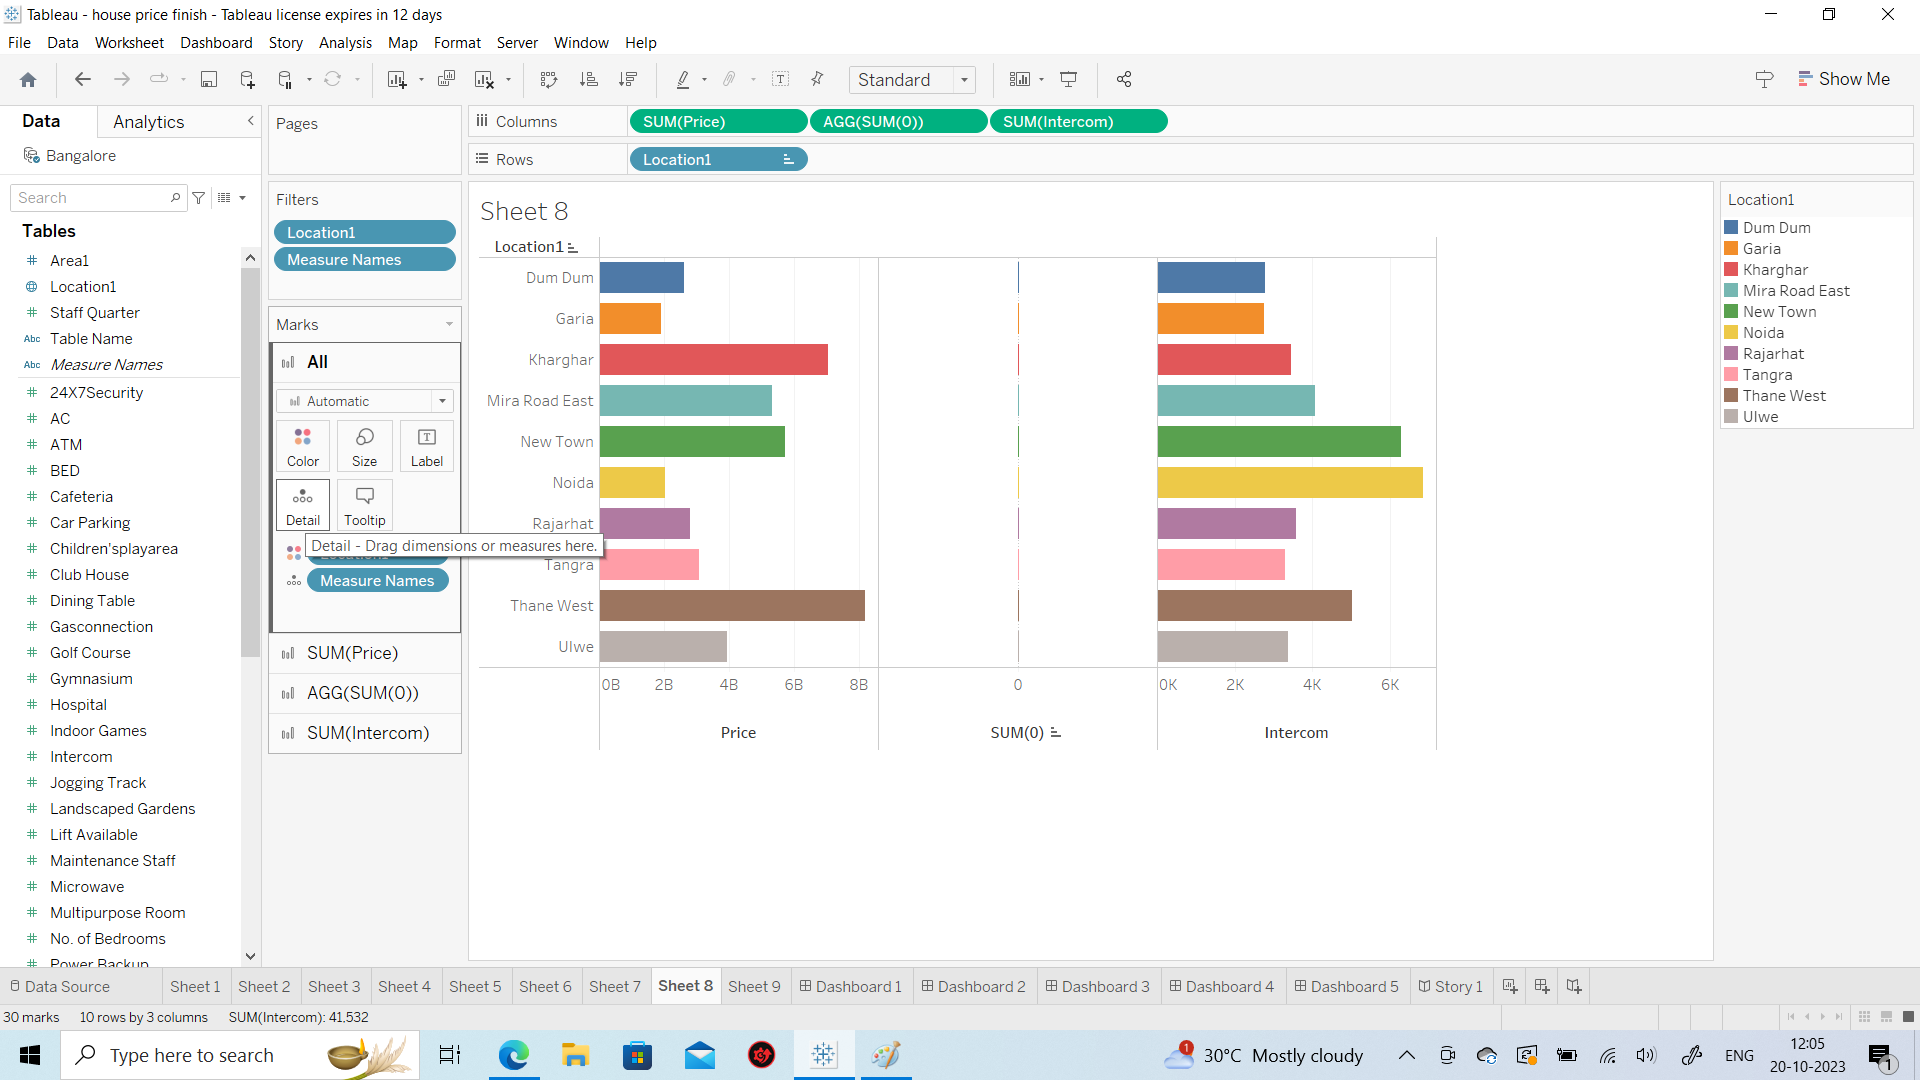 Tableau - house price finish - Tableau license expires in 12 days
File Data Worksheet Dashboard Story Analysis Map Format Server Window Help
Standard
Show Me
Data Analytics
Bangalore
Search
Tables
Area1
Location1
Staff Quarter
Abc Table Name
Abc Measure Names
24X7Security
AC
ATM
BED
Cafeteria
Car Parking
Children'splayarea
Club House
Dining Table
Gasconnection
Golf Course
Gymnasium
Hospital
Indoor Games
Intercom
Jogging Track
Landscaped Gardens
Lift Available
Maintenance Staff
Microwave
Multipurpose Room
No. of Bedrooms
Power Backup
Pages
Filters
Location1
Measure Names
Marks
All
Automatic
Color Size Label
Detail Tooltip
Detail - Drag dimensions or measures here.
Measure Names
SUM(Price)
AGG(SUM(0))
SUM(Intercom)
Columns SUM(Price) AGG(SUM(0)) SUM(Intercom)
Rows Location1
Sheet 8
Location1
Dum Dum
Garia
Kharghar
Mira Road East
New Town
Noida
Rajarhat
Tangra
Thane West
Ulwe
0B 2B 4B 6B 8B 0 0K 2K 4K 6K
Price SUM(0) Intercom
Location1
Dum Dum
Garia
Kharghar
Mira Road East
New Town
Noida
Rajarhat
Tangra
Thane West
Ulwe
Data Source Sheet 1 Sheet 2 Sheet 3 Sheet 4 Sheet 5 Sheet 6 Sheet 7 Sheet 8 Sheet 9 Dashboard 1 Dashboard 2 Dashboard 3 Dashboard 4 Dashboard 5 Story 1
30 marks 10 rows by 3 columns SUM(Intercom): 41,532
Type here to search
1
30°C Mostly cloudy
ENG
12:05
20-10-2023
1